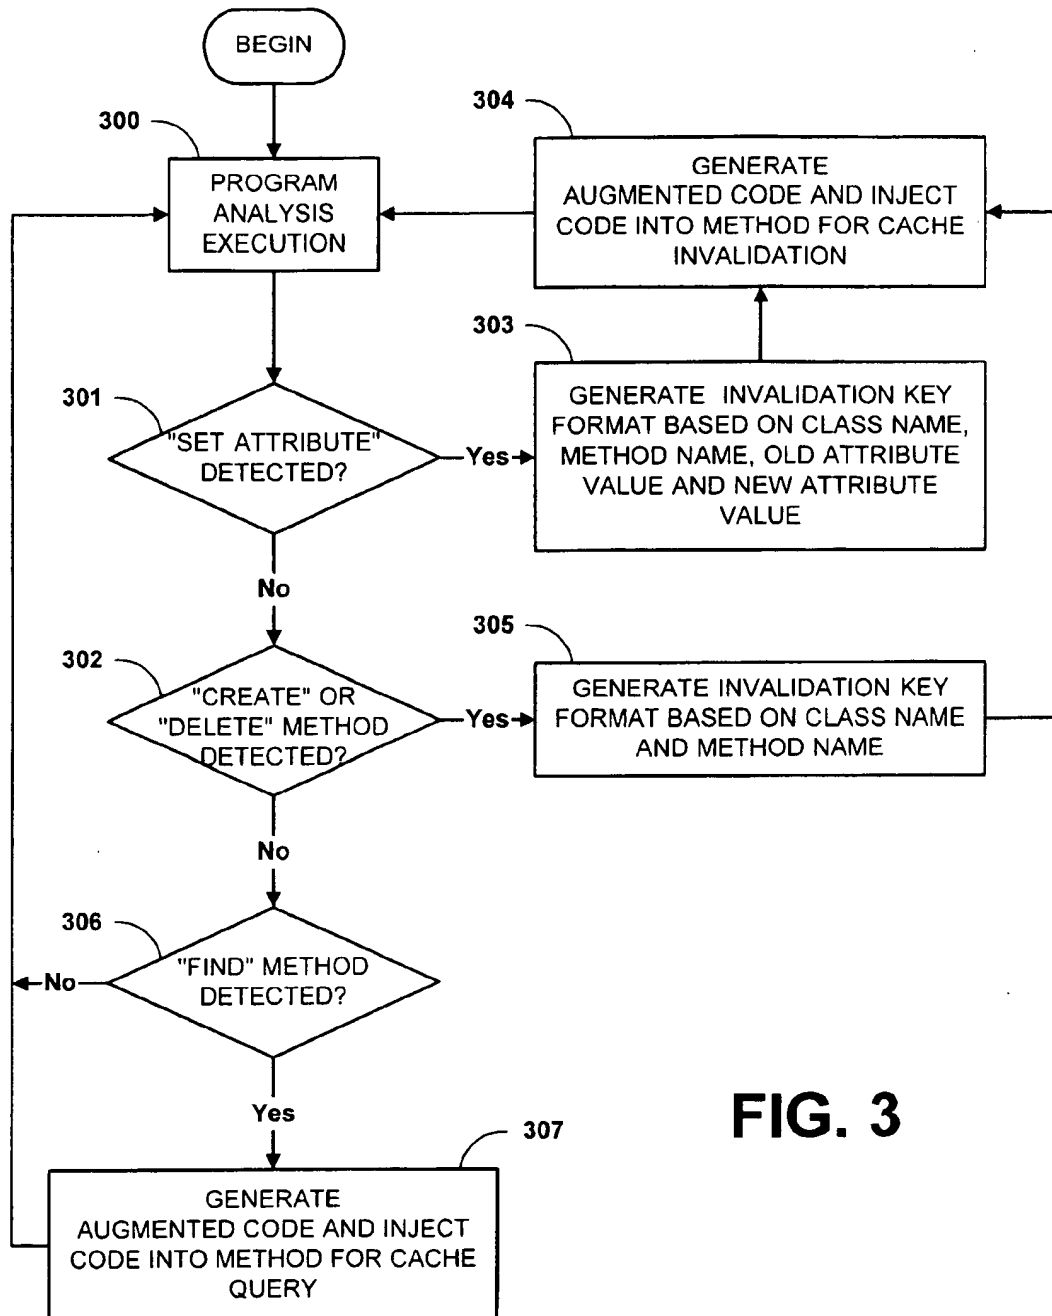 BEGIN
300
PROGRAM
ANALYSIS
EXECUTION
304
GENERATE
AUGMENTED CODE AND INJECT
CODE INTO METHOD FOR CACHE
INVALIDATION
301
"SET ATTRIBUTE"
DETECTED?
Yes
303
GENERATE INVALIDATION KEY
FORMAT BASED ON CLASS NAME,
METHOD NAME, OLD ATTRIBUTE
VALUE AND NEW ATTRIBUTE
VALUE
No
302
"CREATE" OR
"DELETE" METHOD
DETECTED?
Yes
305
GENERATE INVALIDATION KEY
FORMAT BASED ON CLASS NAME
AND METHOD NAME
No
306
"FIND" METHOD
DETECTED?
No
Yes
307
GENERATE
AUGMENTED CODE AND INJECT
CODE INTO METHOD FOR CACHE
QUERY
FIG. 3